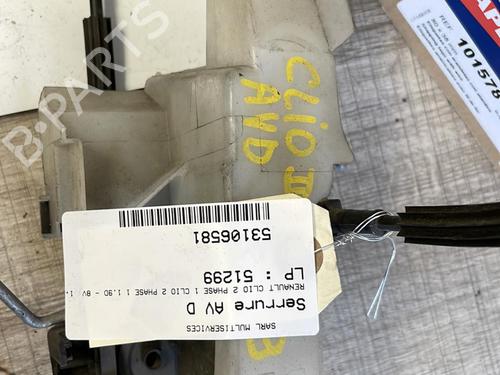 B-PARTS
CLIO III
AVD
101578
SARL MULTISERVICES
Serrure AV D
RENAULT CLIO 2 PHASE 1 CLIO 2 PHASE 1 1.9D - 8V
LP : 51299
53106581